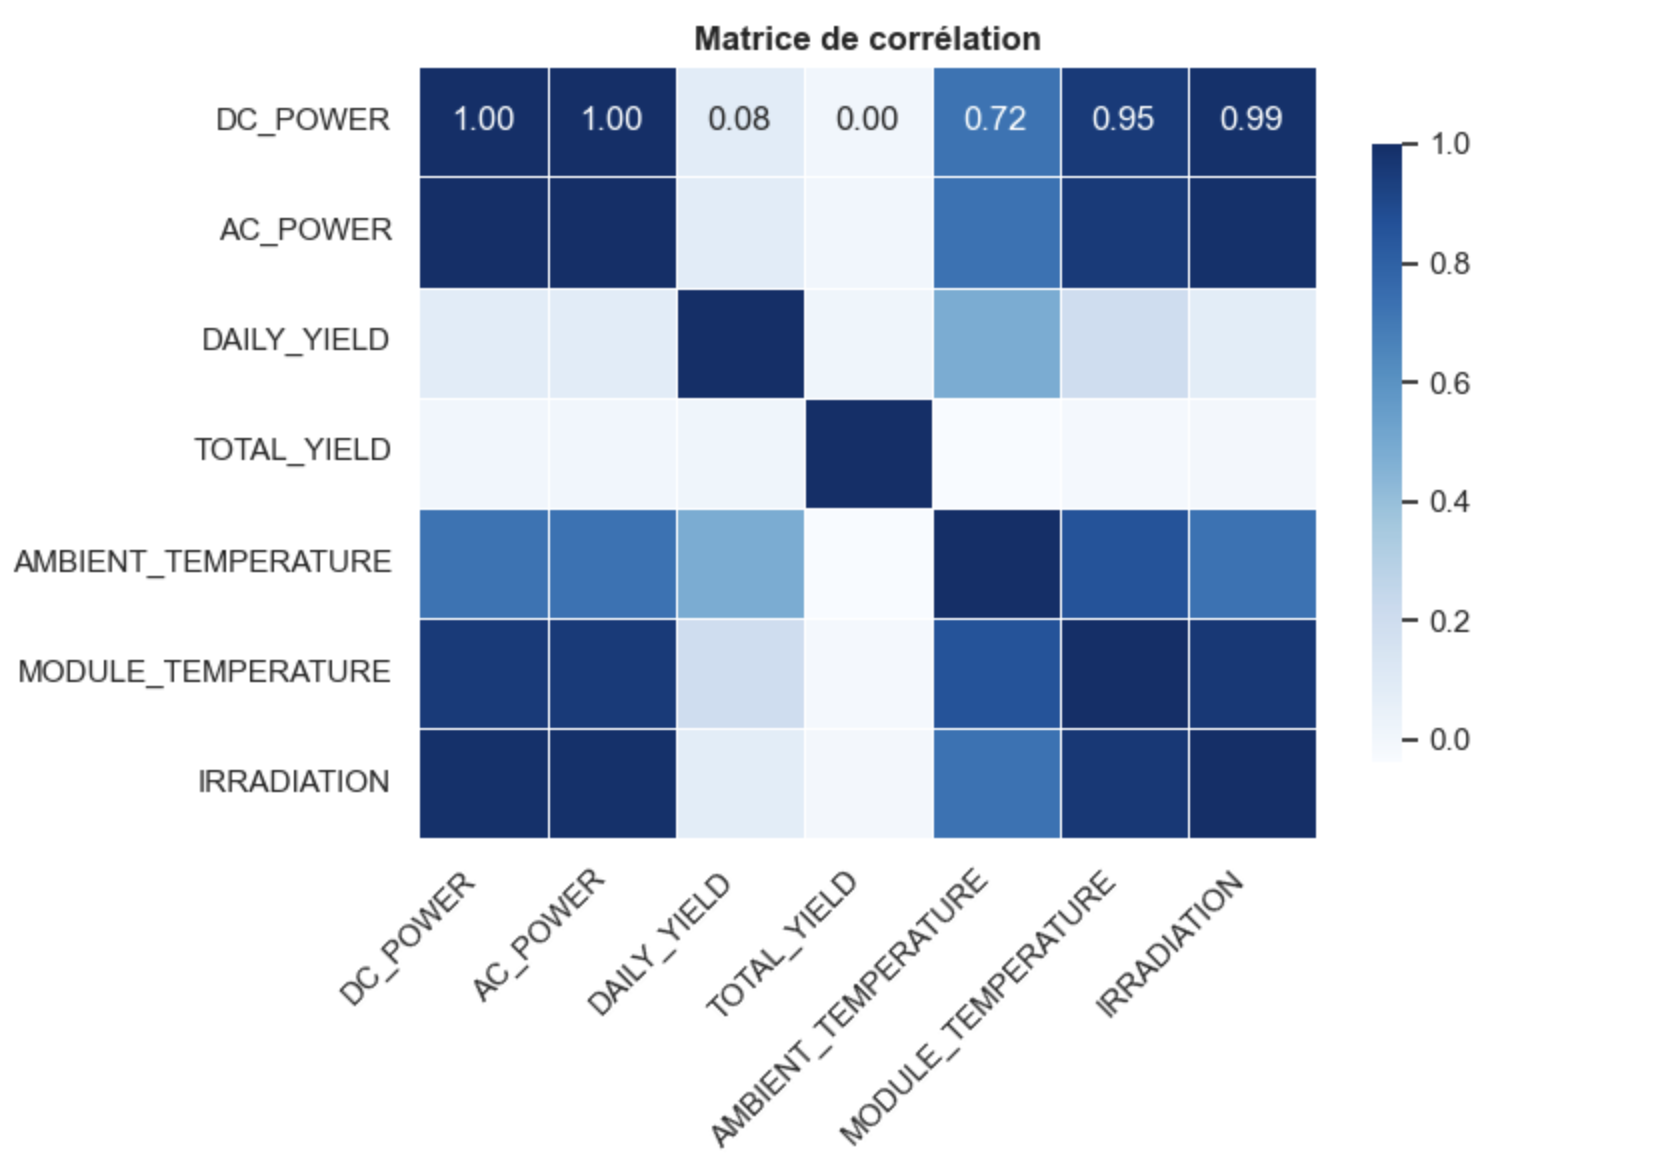 Matrice de corrélation
DC_POWER
1.00 1.00 0.08 0.00 0.72 0.95 0.99
AC_POWER
DAILY_YIELD
TOTAL_YIELD
AMBIENT_TEMPERATURE
MODULE_TEMPERATURE
IRRADIATION
1.0
0.8
0.6
0.4
0.2
0.0
DC_POWER
AC_POWER
DAILY_YIELD
TOTAL_YIELD
AMBIENT_TEMPERATURE
MODULE_TEMPERATURE
IRRADIATION